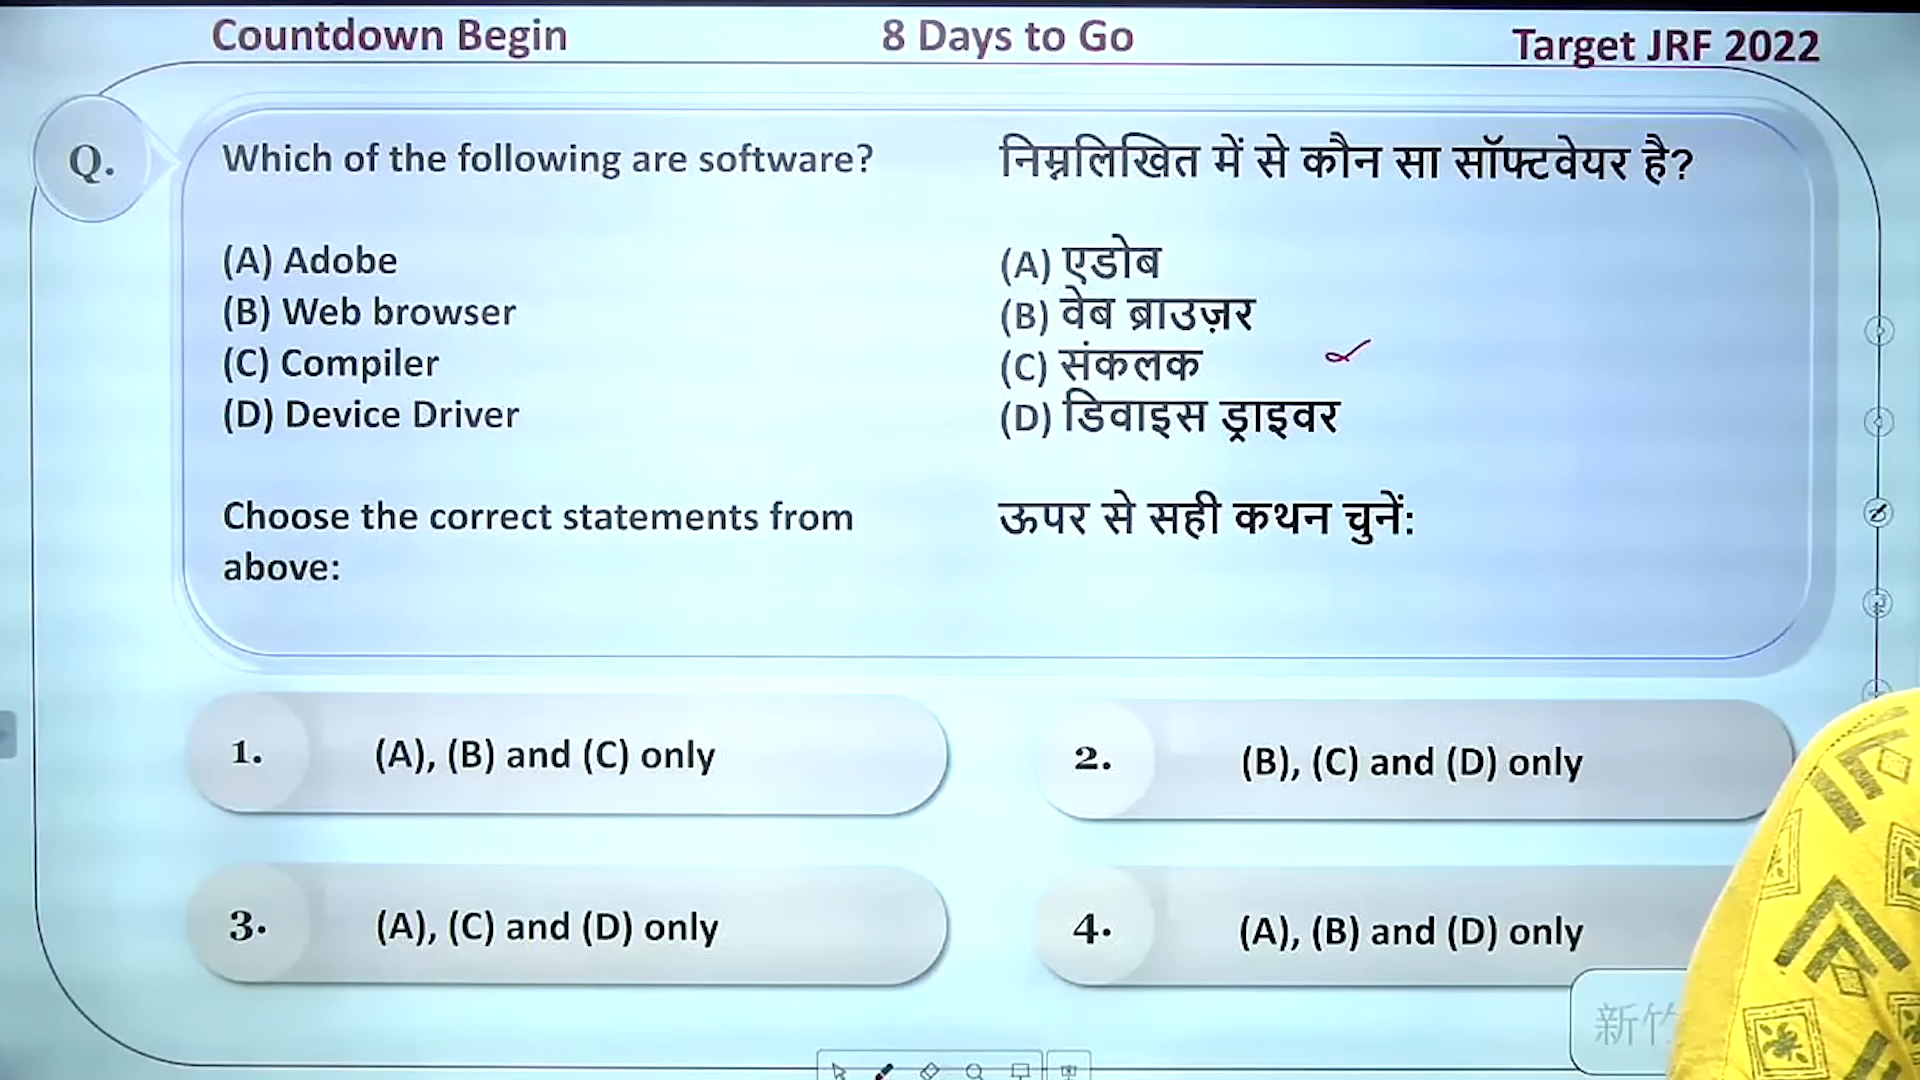 Countdown Begin
8 Days to Go
Target JRF 2022
Q.
Which of the following are software?
(A) Adobe
(B) Web browser
(C) Compiler
(D) Device Driver
Choose the correct statements from
above:
निम्नलिखित में से कौन सा सॉफ्टवेयर है?
(A) एडोब
(B) वेब ब्राउज़र
(C) संकलक
(D) डिवाइस ड्राइवर
ऊपर से सही कथन चुनें:
1. (A), (B) and (C) only
2. (B), (C) and (D) only
3. (A), (C) and (D) only
4. (A), (B) and (D) only
新竹